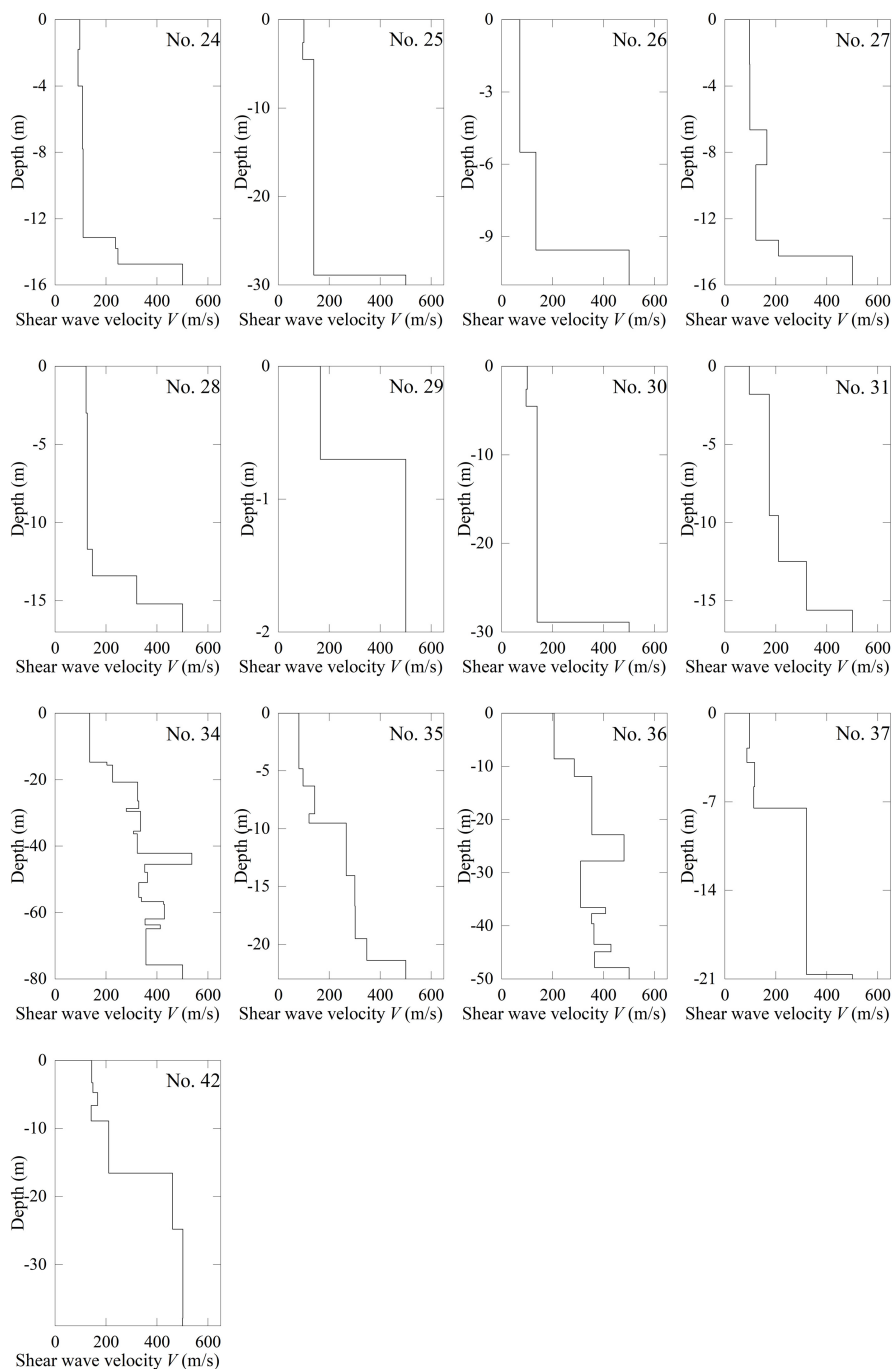 No. 24
0
-4
-8
-12
-16
Depth (m)
0 200 400 600
Shear wave velocity V (m/s)
No. 25
0
-10
-20
-30
Depth (m)
0 200 400 600
Shear wave velocity V (m/s)
No. 26
0
-3
-6
-9
Depth (m)
0 200 400 600
Shear wave velocity V (m/s)
No. 27
0
-4
-8
-12
-16
Depth (m)
0 200 400 600
Shear wave velocity V (m/s)
No. 28
0
-5
-10
-15
Depth (m)
0 200 400 600
Shear wave velocity V (m/s)
No. 29
0
-1
-2
Depth (m)
0 200 400 600
Shear wave velocity V (m/s)
No. 30
0
-10
-20
-30
Depth (m)
0 200 400 600
Shear wave velocity V (m/s)
No. 31
0
-5
-10
-15
Depth (m)
0 200 400 600
Shear wave velocity V (m/s)
No. 34
0
-20
-40
-60
-80
Depth (m)
0 200 400 600
Shear wave velocity V (m/s)
No. 35
0
-5
-10
-15
-20
Depth (m)
0 200 400 600
Shear wave velocity V (m/s)
No. 36
0
-10
-20
-30
-40
-50
Depth (m)
0 200 400 600
Shear wave velocity V (m/s)
No. 37
0
-7
-14
-21
Depth (m)
0 200 400 600
Shear wave velocity V (m/s)
No. 42
0
-10
-20
-30
Depth (m)
0 200 400 600
Shear wave velocity V (m/s)